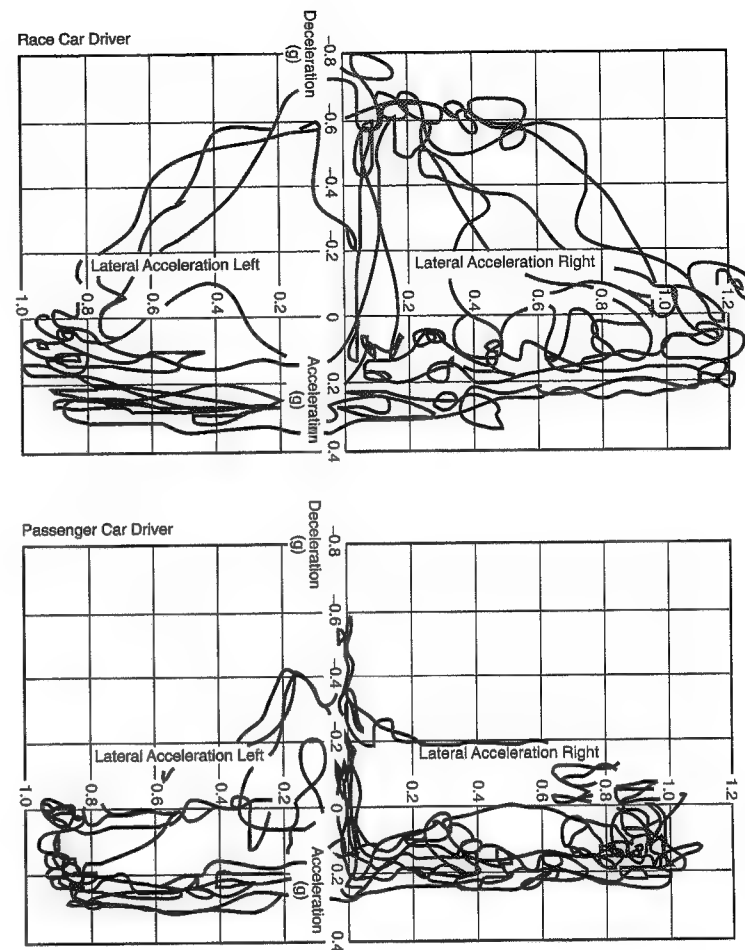 Race Car Driver
Deceleration
(g)
-0.8
-0.6
-0.4
-0.2
Lateral Acceleration Left
Lateral Acceleration Right
1.0
0.8
0.6
0.4
0.2
0
0.2
0.4
0.6
0.8
1.0
1.2
Acceleration
(g)
0.2
0.4
Passenger Car Driver
Deceleration
(g)
-0.8
-0.6
-0.4
-0.2
Lateral Acceleration Left
Lateral Acceleration Right
1.0
0.8
0.6
0.4
0.2
0
0.2
0.4
0.6
0.8
1.0
1.2
Acceleration
(g)
0.2
0.4